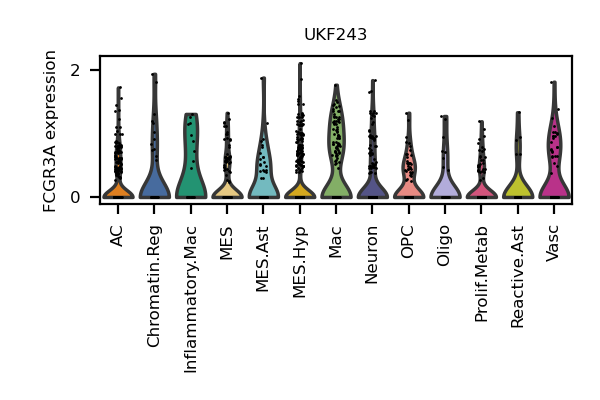 UKF243
FCGR3A expression
2
0
AC
Chromatin.Reg
Inflammatory.Mac
MES
MES.Ast
MES.Hyp
Mac
Neuron
OPC
Oligo
Prolif.Metab
Reactive.Ast
Vasc